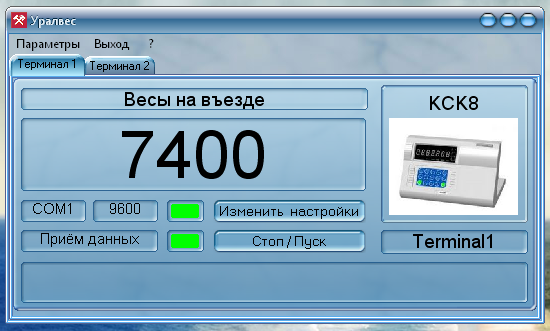 Уралвес
Параметры Выход ?
Терминал 1 Терминал 2
Весы на въезде
7400
КСК8
COM1 9600 Изменить настройки
Приём данных Стоп / Пуск
Terminal1